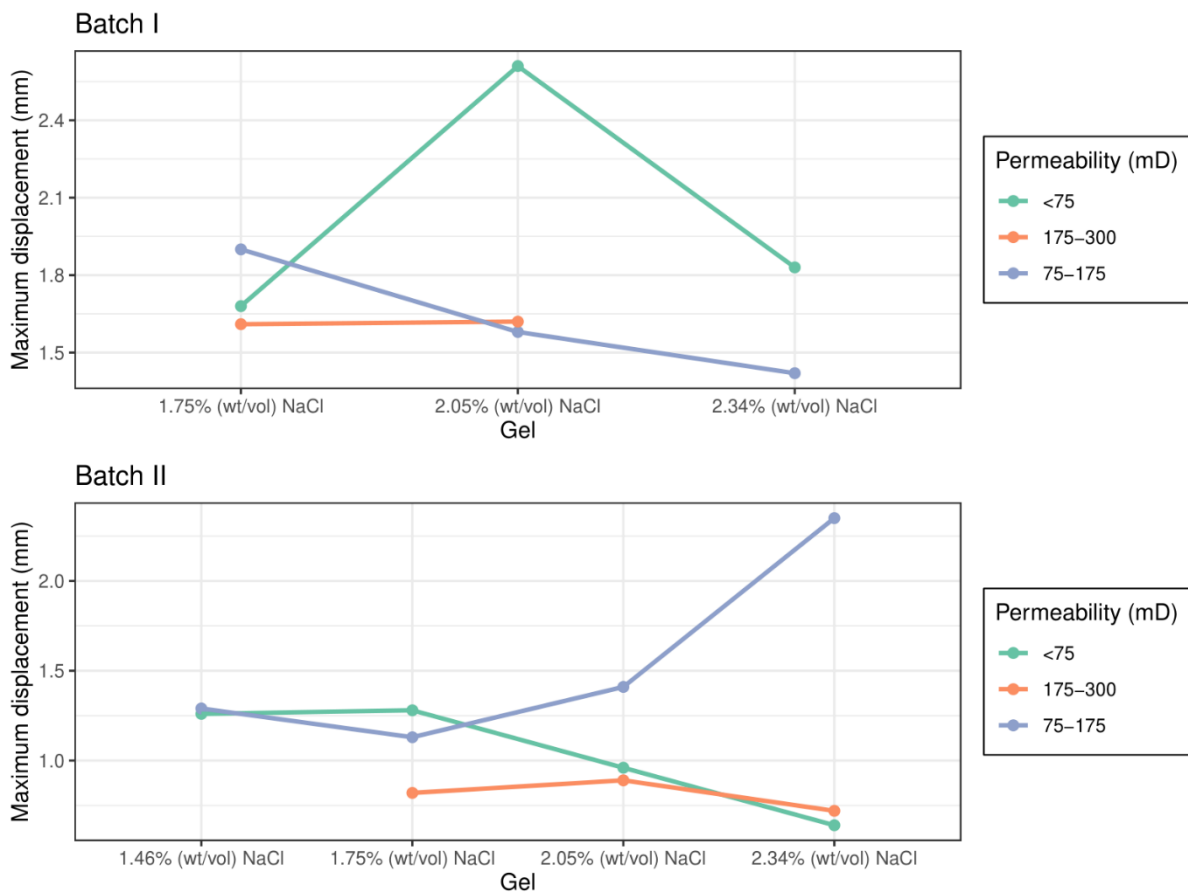 Batch I
Maximum displacement (mm)
2.4
2.1
1.8
1.5
1.75% (wt/vol) NaCl
2.05% (wt/vol) NaCl
2.34% (wt/vol) NaCl
Gel
Permeability (mD)
<75
175−300
75−175
Batch II
Maximum displacement (mm)
2.0
1.5
1.0
1.46% (wt/vol) NaCl
1.75% (wt/vol) NaCl
2.05% (wt/vol) NaCl
2.34% (wt/vol) NaCl
Gel
Permeability (mD)
<75
175−300
75−175